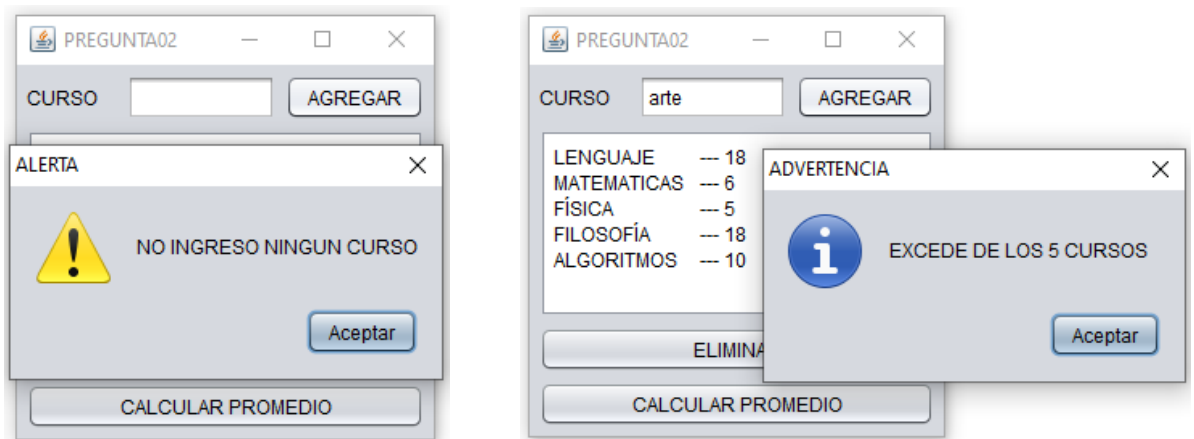 PREGUNTA02
CURSO AGREGAR
ALERTA
NO INGRESO NINGUN CURSO
Aceptar
CALCULAR PROMEDIO
PREGUNTA02
CURSO arte AGREGAR
LENGUAJE --- 18
MATEMATICAS --- 6
FÍSICA --- 5
FILOSOFÍA --- 18
ALGORITMOS --- 10
ADVERTENCIA
EXCEDE DE LOS 5 CURSOS
Aceptar
ELIMINA
CALCULAR PROMEDIO